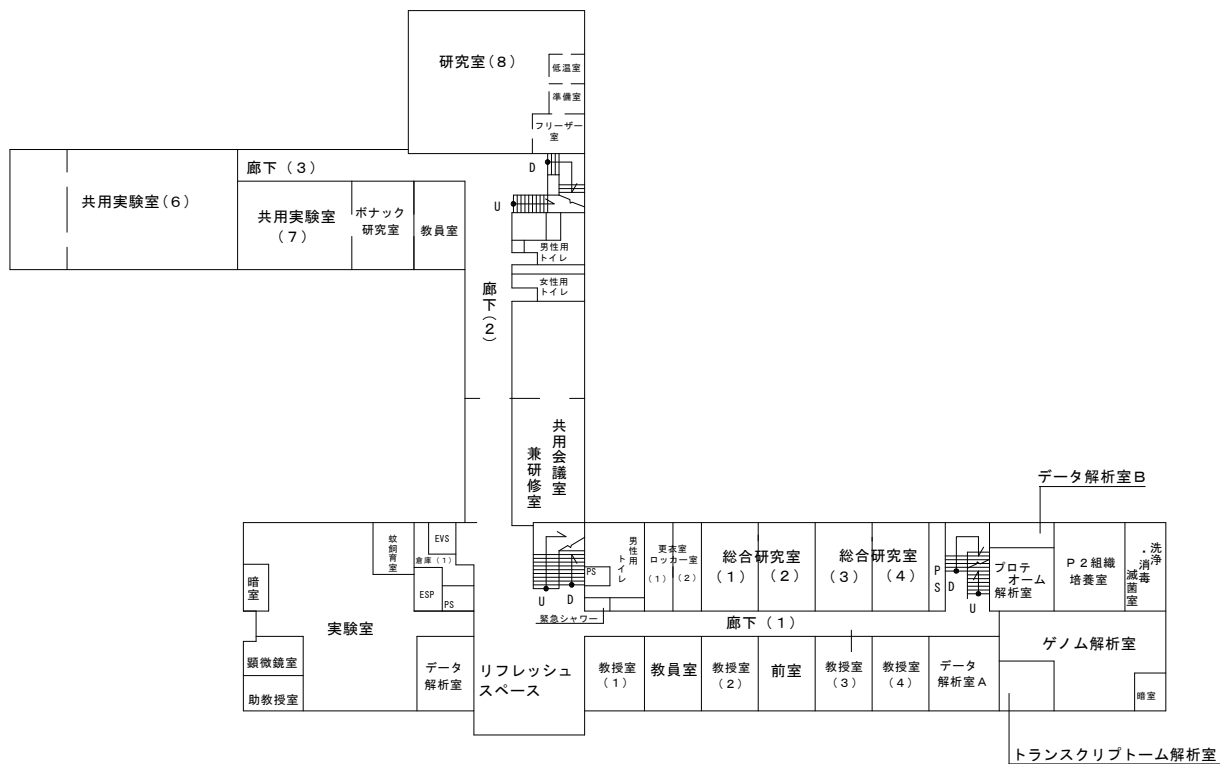 研究室(8)
低温室
準備室
フリーザー
室
D
廊下(3)
共用実験室(6)
共用実験室
(7)
ボナック
研究室
教員室
U
男性用
トイレ
女性用
トイレ
廊下(2)
共用会議室
兼研修室
データ解析室B
蚊飼育室
EVS
倉庫(1)
ESP
PS
暗室
実験室
顕微鏡室
助教授室
データ
解析室
リフレッシュ
スペース
U
D
PS
男性用
トイレ
緊急シャワー
更衣室
ロッカー室
(1)
(2)
総合研究室
(1)
(2)
総合研究室
(3)
(4)
PS
D
U
プロテ
オーム
解析室
P2組織
培養室
洗浄
・消毒
滅菌室
廊下(1)
ゲノム解析室
教授室
(1)
教員室
教授室
(2)
前室
教授室
(3)
教授室
(4)
データ
解析室A
暗室
トランスクリプトーム解析室